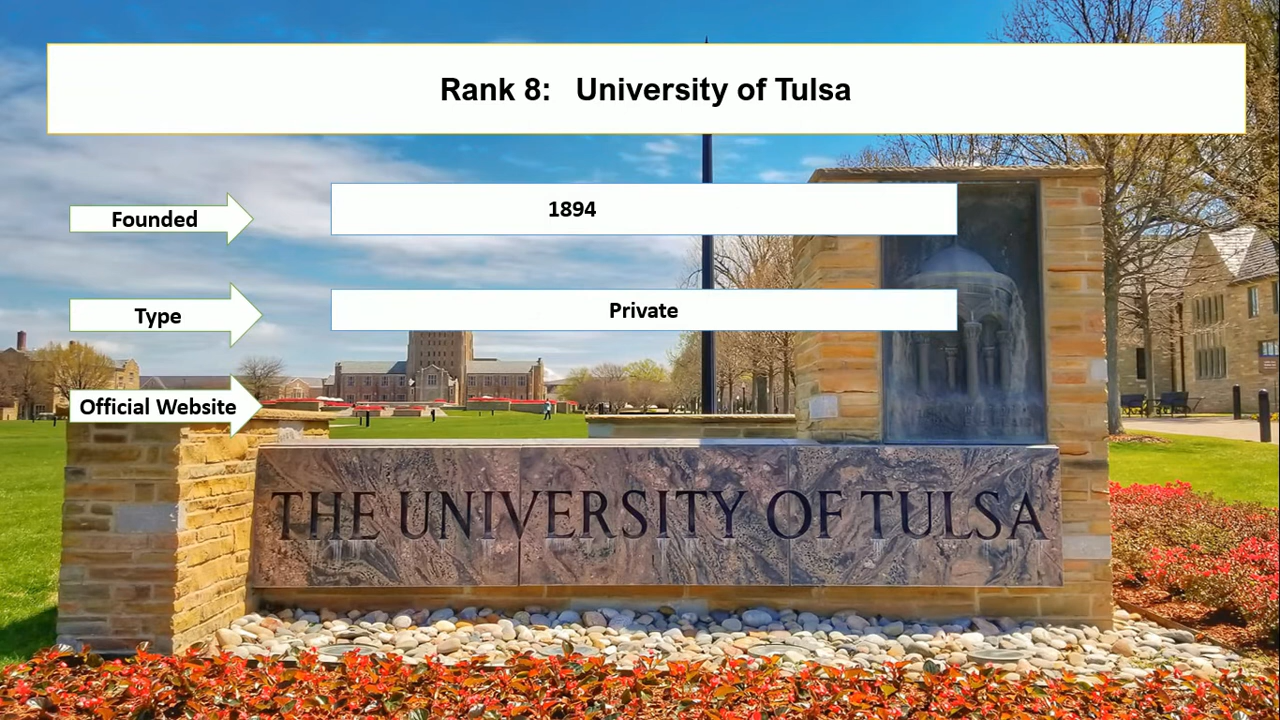 Rank 8: University of Tulsa
Founded
1894
Type
Private
Official Website
THE UNIVERSITY OF TULSA